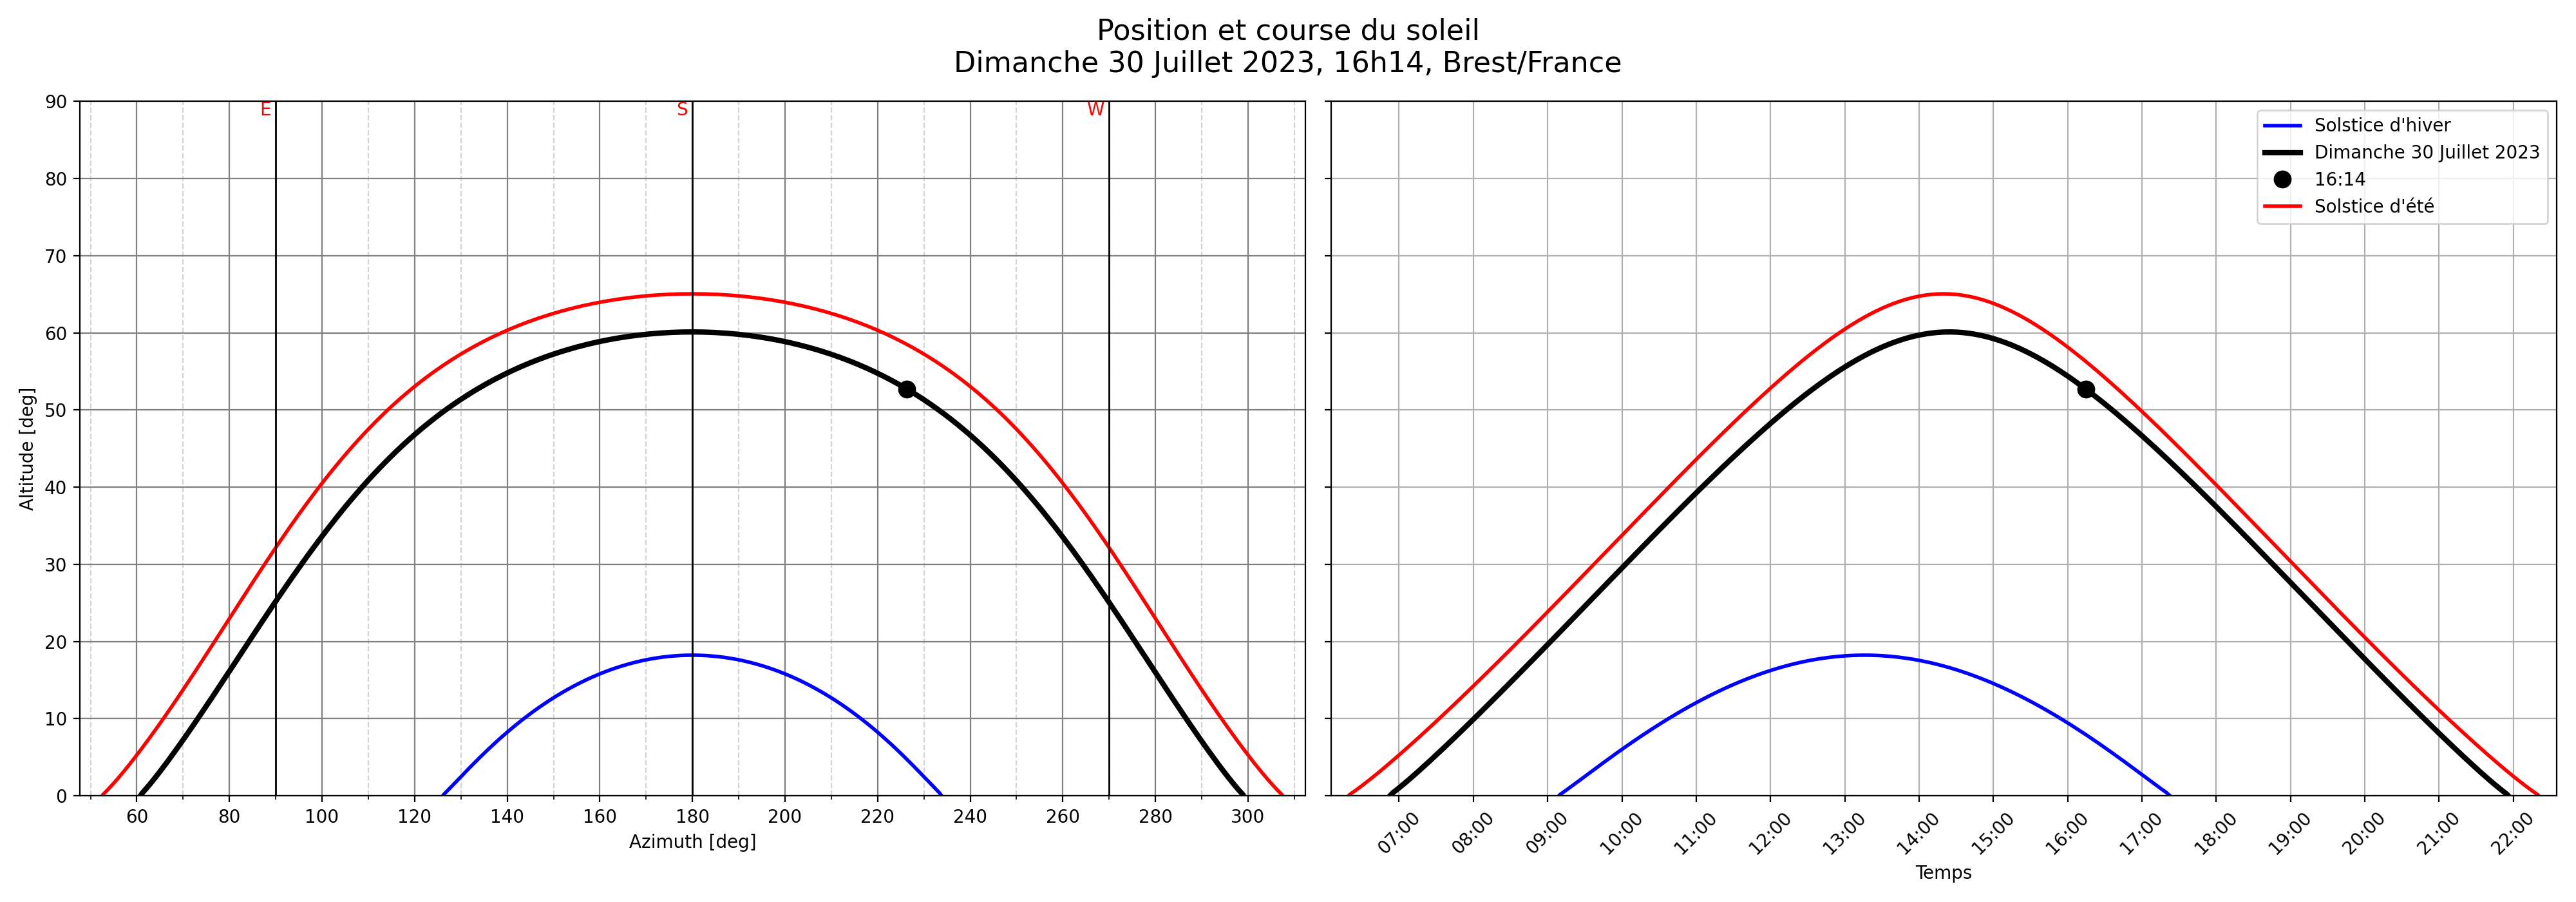 Position et course du soleil
Dimanche 30 Juillet 2023, 16h14, Brest/France
E S W
90
80
70
60
50
40
30
20
10
0
Altitude [deg]
60 80 100 120 140 160 180 200 220 240 260 280 300
Azimuth [deg]
Solstice d'hiver
Dimanche 30 Juillet 2023
16:14
Solstice d'été
07:00 08:00 09:00 10:00 11:00 12:00 13:00 14:00 15:00 16:00 17:00 18:00 19:00 20:00 21:00 22:00
Temps